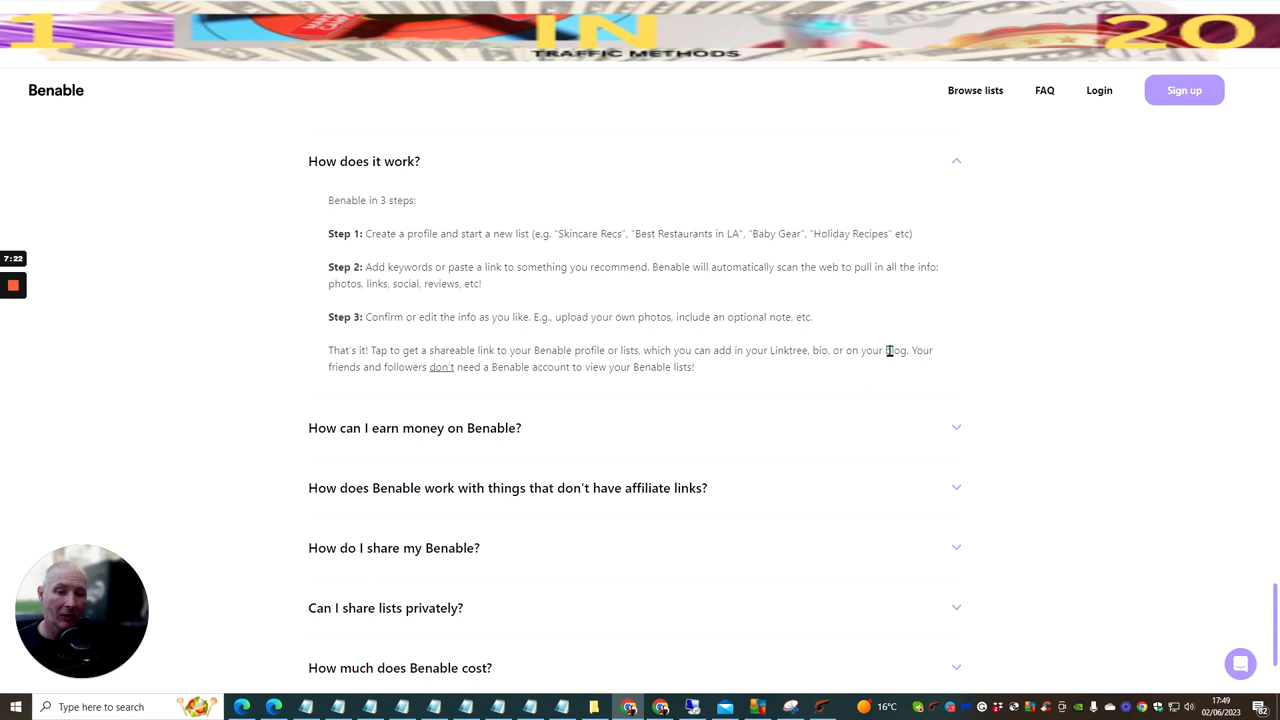 1 IN 20
TRAFFIC METHODS
Benable
Browse lists
FAQ
Login
Sign up
How does it work?
Benable in 3 steps:
Step 1: Create a profile and start a new list (e.g. "Skincare Recs", "Best Restaurants in LA", "Baby Gear", "Holiday Recipes" etc)
Step 2: Add keywords or paste a link to something you recommend. Benable will automatically scan the web to pull in all the info:
photos, links, social, reviews, etc!
7:22
Step 3: Confirm or edit the info as you like. E.g., upload your own photos, include an optional note, etc.
That's it! Tap to get a shareable link to your Benable profile or lists, which you can add in your Linktree, bio, or on your blog. Your
friends and followers don't need a Benable account to view your Benable lists!
How can I earn money on Benable?
How does Benable work with things that don't have affiliate links?
How do I share my Benable?
Can I share lists privately?
How much does Benable cost?
Type here to search
16°C
17:49
02/06/2023
62